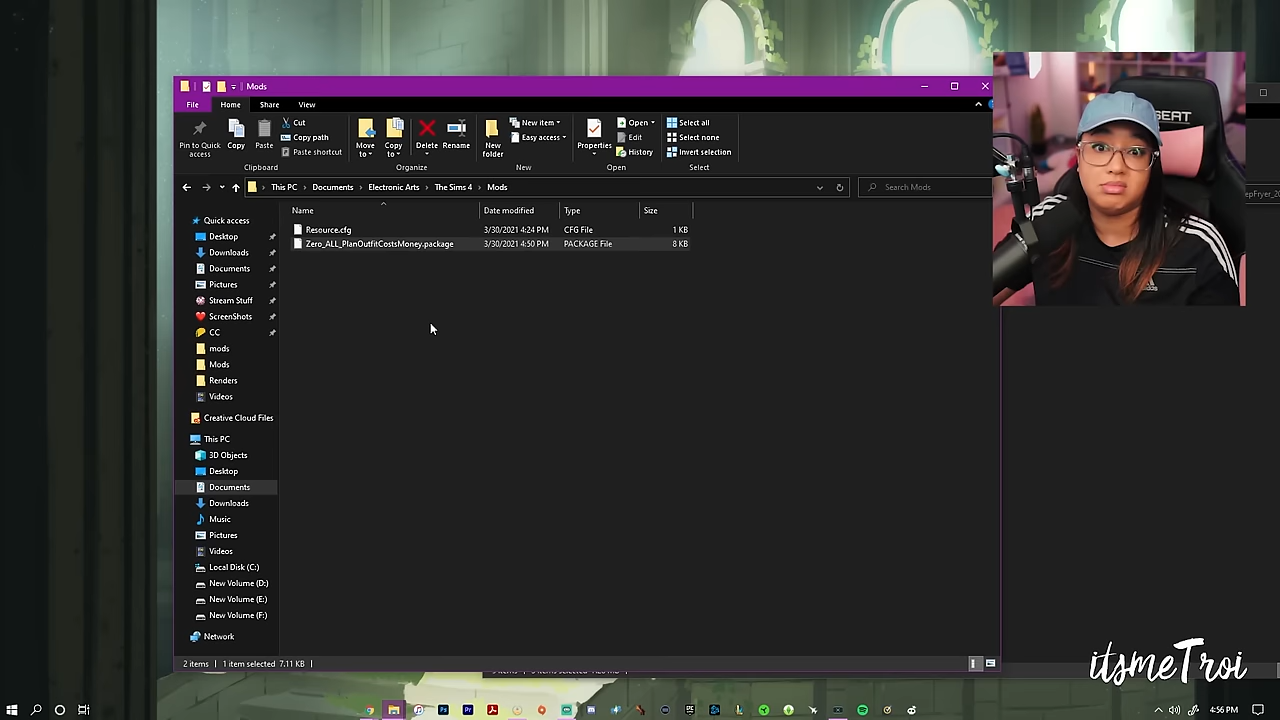 Mods
File Home Share View
Pin to Quick access
Copy
Paste
Cut
Copy path
Paste shortcut
Clipboard
Move to
Copy to
Delete
Rename
Organize
New folder
New item
Easy access
New
Properties
Open
Edit
History
Open
Select all
Select none
Invert selection
Select
This PC Documents Electronic Arts The Sims 4 Mods
Search Mods
Name Date modified Type Size
Resource.cfg 3/30/2021 4:24 PM CFG File 1 KB
Zero_ALL_PlanOutfitCostsMoney.package 3/30/2021 4:50 PM PACKAGE File 8 KB
Quick access
Desktop
Downloads
Documents
Pictures
Stream Stuff
ScreenShots
CC
mods
Mods
Renders
Videos
Creative Cloud Files
This PC
3D Objects
Desktop
Documents
Downloads
Music
Pictures
Videos
Local Disk (C:)
New Volume (D:)
New Volume (E:)
New Volume (F:)
Network
2 items 1 item selected 7.11 KB
SEAT
adidas
itsmeTroi
4:56 PM